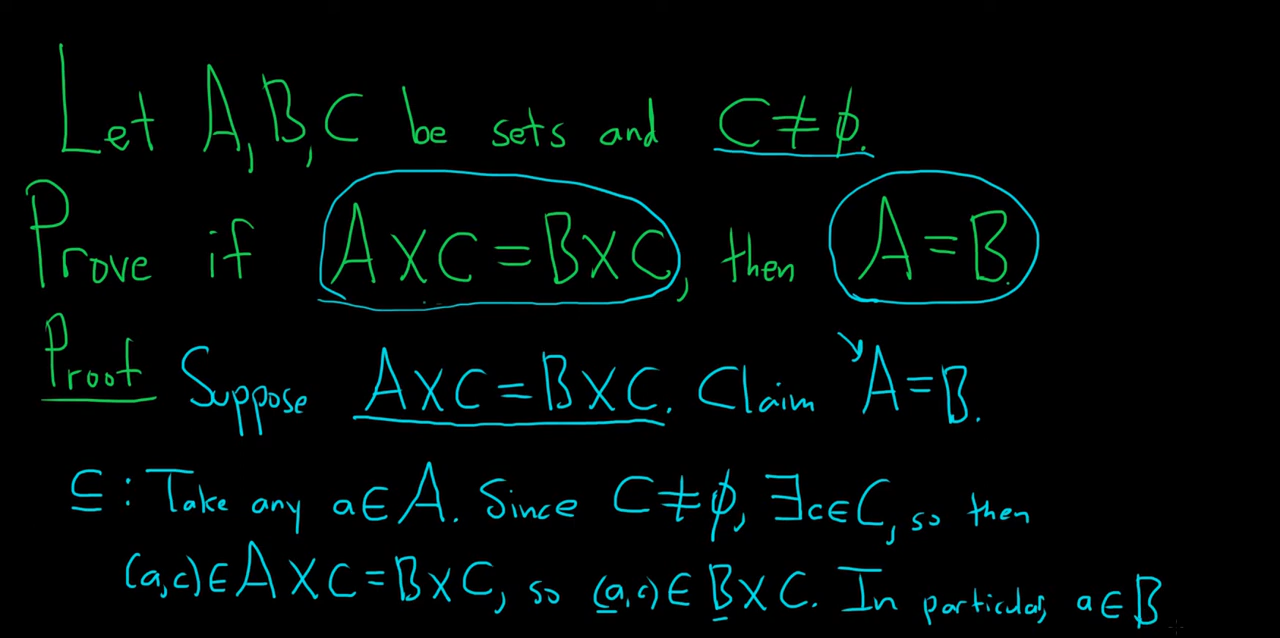 Let A, B, C be sets and C ≠ ϕ.
Prove if A × C = B × C, then A = B.
Proof Suppose A × C = B × C. Claim A = B.
⊆ : Take any a ∈ A. Since C ≠ ϕ, ∃ c ∈ C, so then
(a, c) ∈ A × C = B × C, so (a, c) ∈ B × C. In particular, a ∈ B